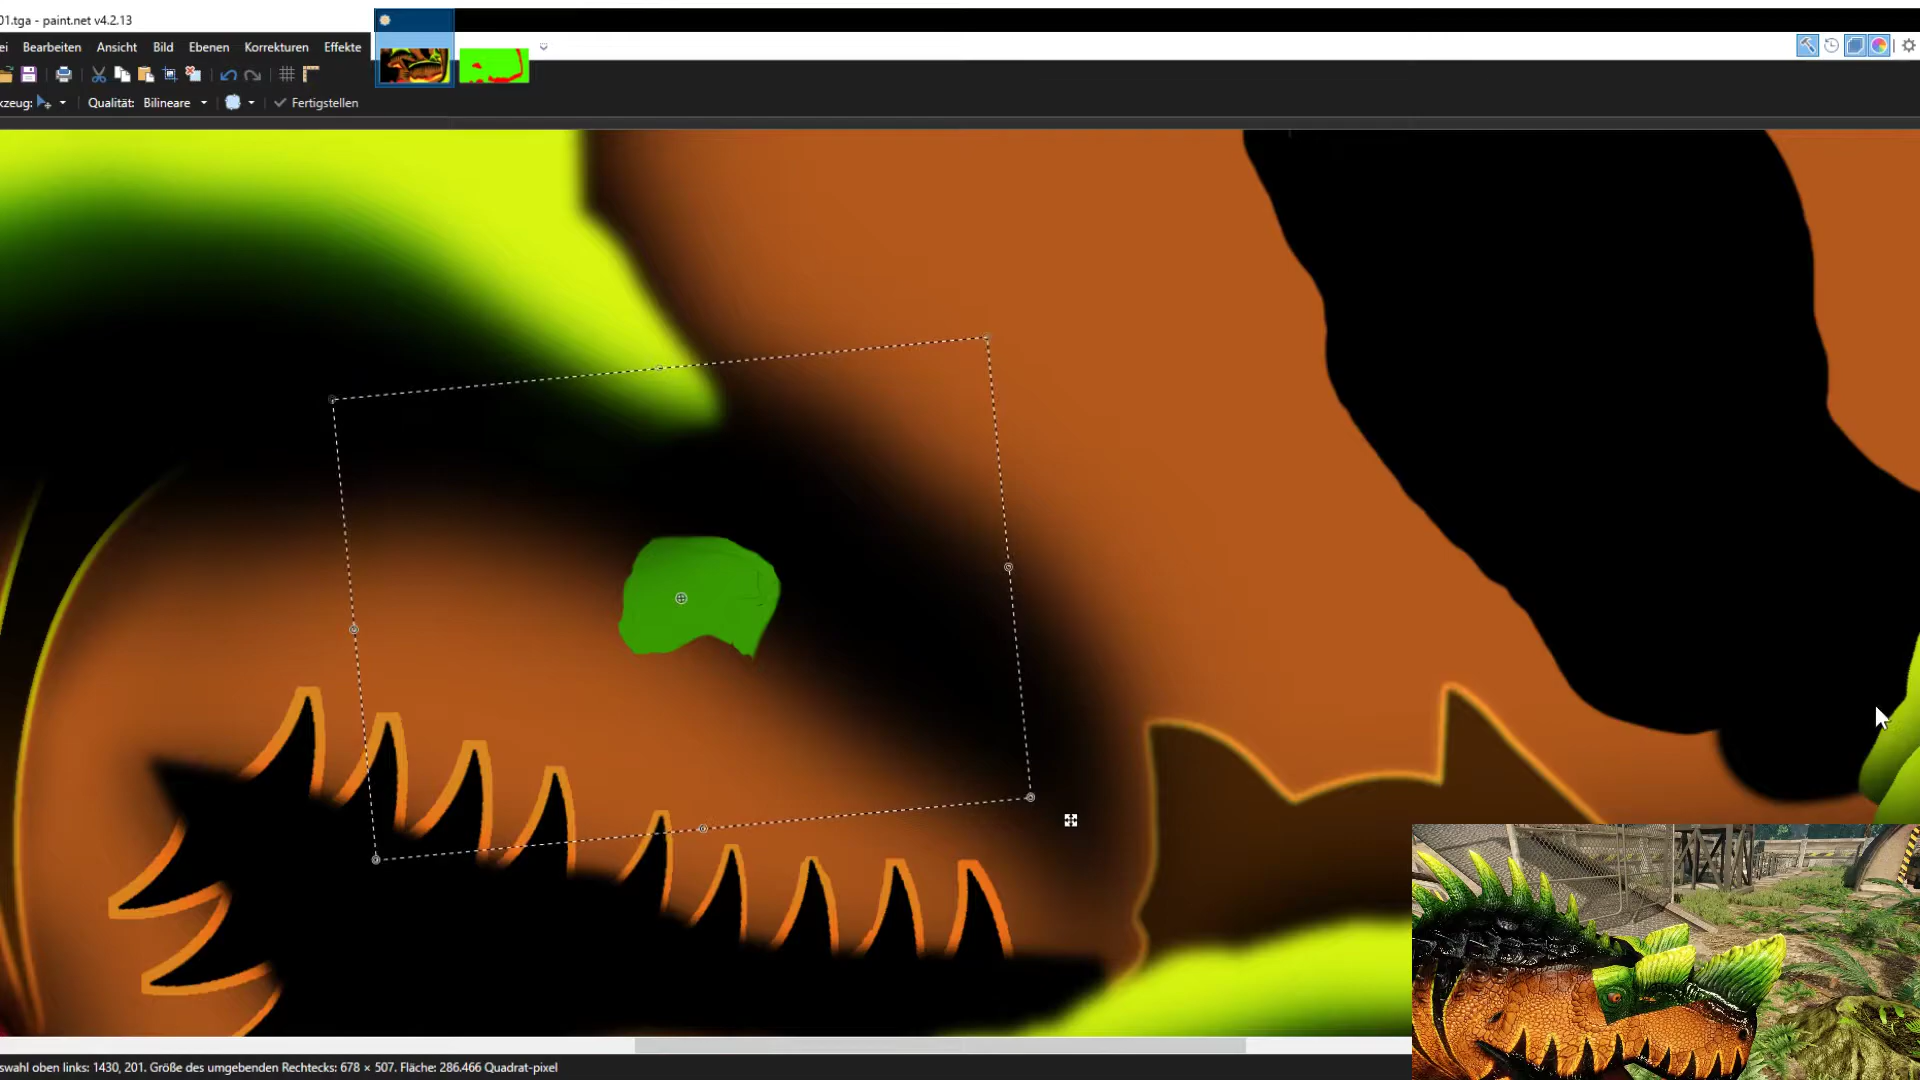 01.tga - paint.net v4.2.13
ei Bearbeiten Ansicht Bild Ebenen Korrekturen Effekte
kzeug: Qualität: Bilineare Fertigstellen
swahl oben links: 1430, 201. Größe des umgebenden Rechtecks: 678 × 507. Fläche: 286.466 Quadrat-pixel